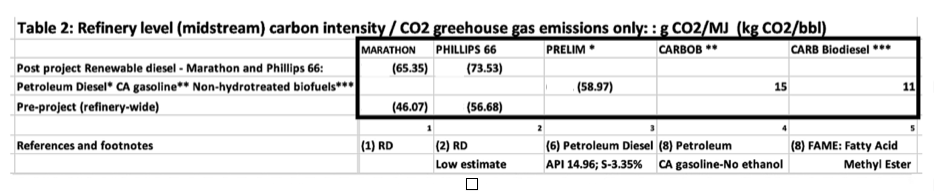 Table 2: Refinery level (midstream) carbon intensity / CO2 greehouse gas emissions only: : g CO2/MJ (kg CO2/bbl)
MARATHON PHILLIPS 66 PRELIM * CARBOB ** CARB Biodiesel ***
Post project Renewable diesel - Marathon and Phillips 66: (65.35) (73.53)
Petroleum Diesel* CA gasoline** Non-hydrotreated biofuels*** (58.97) 15 11
Pre-project (refinery-wide) (46.07) (56.68)
1 2 3 4 5
References and footnotes (1) RD (2) RD (6) Petroleum Diesel (8) Petroleum (8) FAME: Fatty Acid
Low estimate API 14.96; S-3.35% CA gasoline-No ethanol Methyl Ester